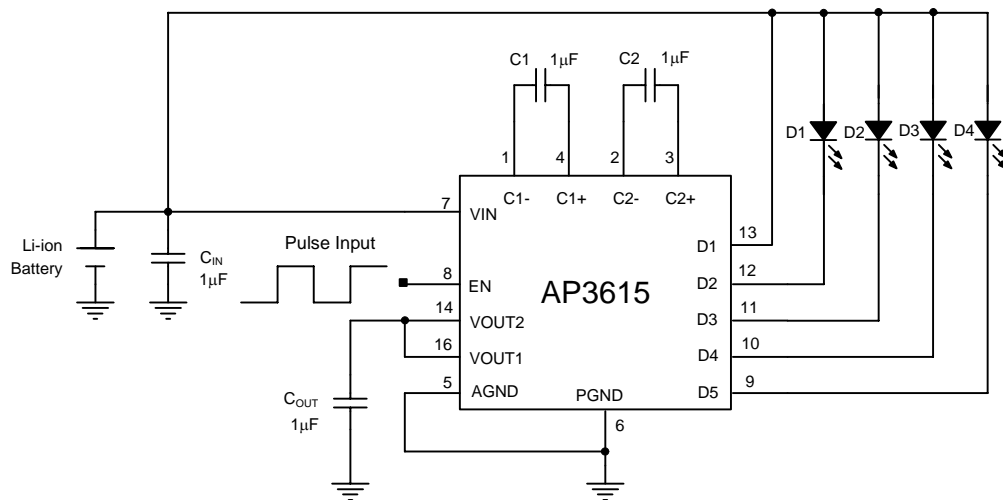 C1
1µF
C2
1µF
D1
D2
D3
D4
1
4
2
3
C1-
C1+
C2-
C2+
7
VIN
13
D1
Li-ion
Battery
C_IN
1µF
Pulse Input
8
EN
AP3615
12
D2
14
VOUT2
11
D3
16
VOUT1
10
D4
5
AGND
PGND
9
D5
C_OUT
1µF
6